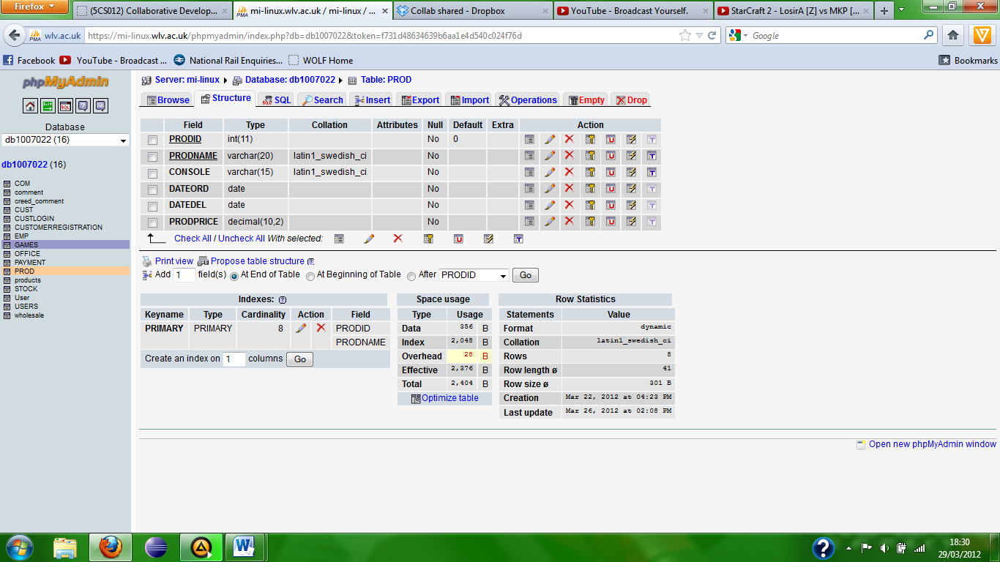 Firefox
(5CS012) Collaborative Develop...
mi-linux.wlv.ac.uk / mi-linux / ...
Collab shared - Dropbox
YouTube - Broadcast Yourself.
StarCraft 2 - LosirA [Z] vs MKP [...
wlv.ac.uk https://mi-linux.wlv.ac.uk/phpmyadmin/index.php?db=db1007022&token=f731d48634639b6aa1e4d540c024f76d
Google
Facebook YouTube - Broadcast ... National Rail Enquiries... WOLF Home Bookmarks
phpMyAdmin
Database
db1007022 (16)
db1007022 (16)
COM
comment
creed_comment
CUST
CUSTLOGIN
CUSTOMERREGISTRATION
EMP
GAMES
OFFICE
PAYMENT
PROD
products
STOCK
User
USERS
wholesale
Server: mi-linux Database: db1007022 Table: PROD
Browse Structure SQL Search Insert Export Import Operations Empty Drop
Field Type Collation Attributes Null Default Extra Action
PRODID int(11) No 0
PRODNAME varchar(20) latin1_swedish_ci No
CONSOLE varchar(15) latin1_swedish_ci No
DATEORD date No
DATEDEL date No
PRODPRICE decimal(10,2) No
Check All / Uncheck All With selected:
Print view Propose table structure
Add 1 field(s) At End of Table At Beginning of Table After PRODID Go
Indexes:
Keyname Type Cardinality Action Field
PRIMARY PRIMARY 8 PRODID
PRODNAME
Create an index on 1 columns Go
Space usage
Type Usage
Data 356 B
Index 2,048 B
Overhead 28 B
Effective 2,376 B
Total 2,404 B
Optimize table
Row Statistics
Statements Value
Format dynamic
Collation latin1_swedish_ci
Rows 8
Row length ø 41
Row size ø 301 B
Creation Mar 22, 2012 at 04:23 PM
Last update Mar 26, 2012 at 02:08 PM
Open new phpMyAdmin window
18:30
29/03/2012